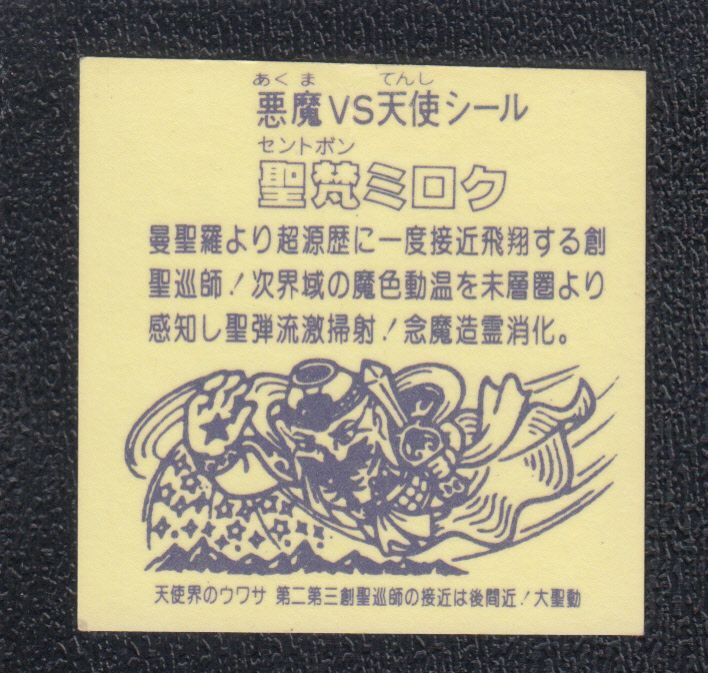 あくま てんし
悪魔VS天使シール
セントボン
聖梵ミロク
曼聖羅より超源歴に一度接近飛翔する創
聖巡師！次界域の魔色動温を未層圏より
感知し聖弾流激掃射！念魔造霊消化。
天使界のウワサ 第二第三創聖巡師の接近は後間近！大聖動